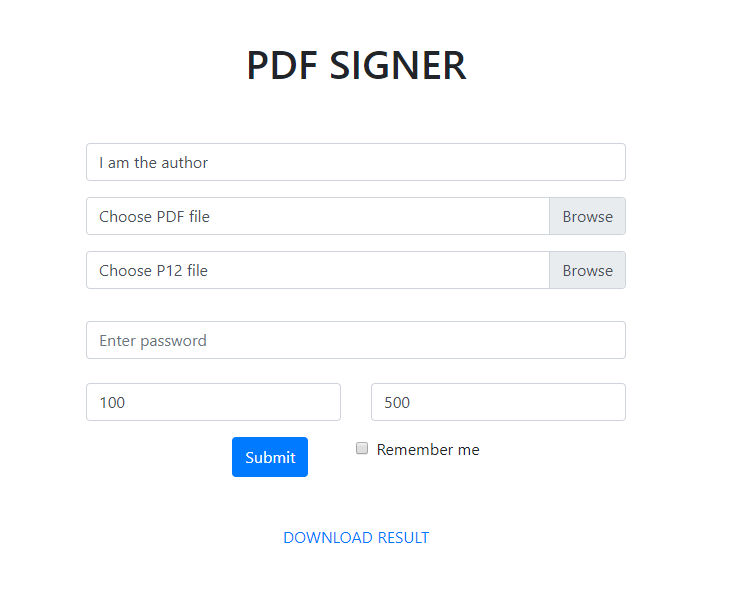 PDF SIGNER
I am the author
Choose PDF file Browse
Choose P12 file Browse
Enter password
100 500
Submit Remember me
DOWNLOAD RESULT